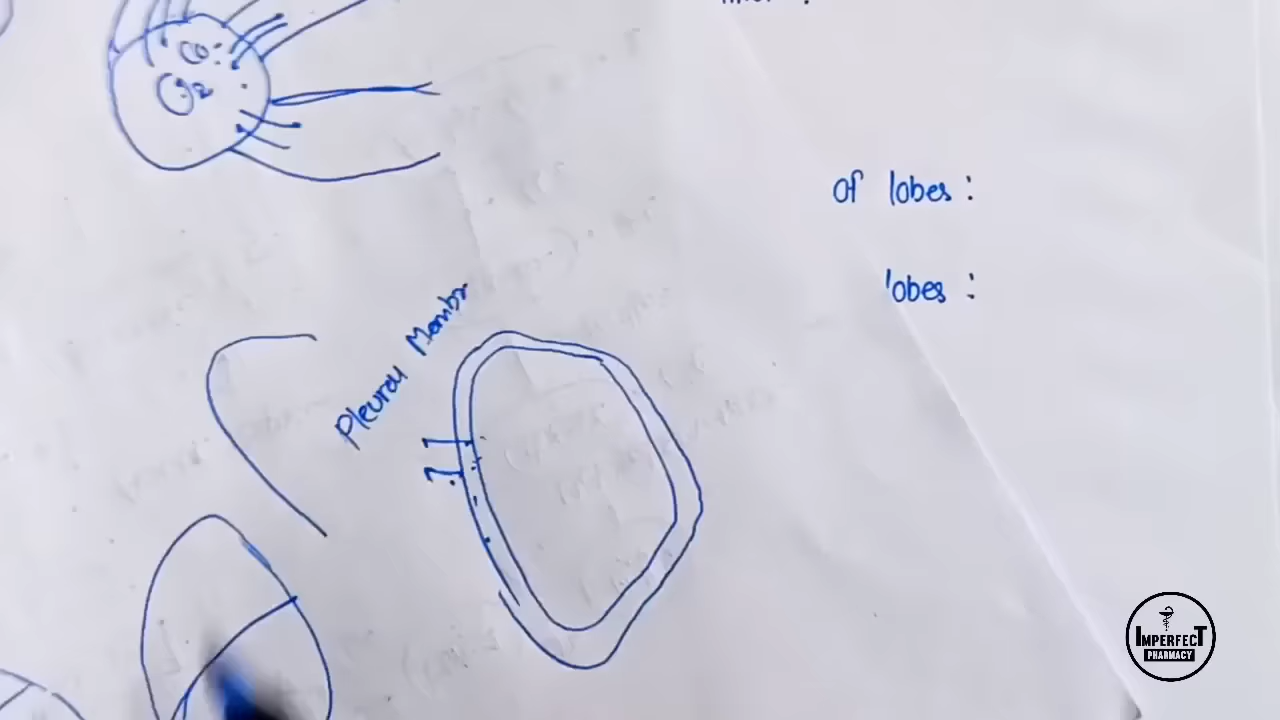 O2
Of lobes :
lobes :
Pleural Membr
IMPERFECT
PHARMACY